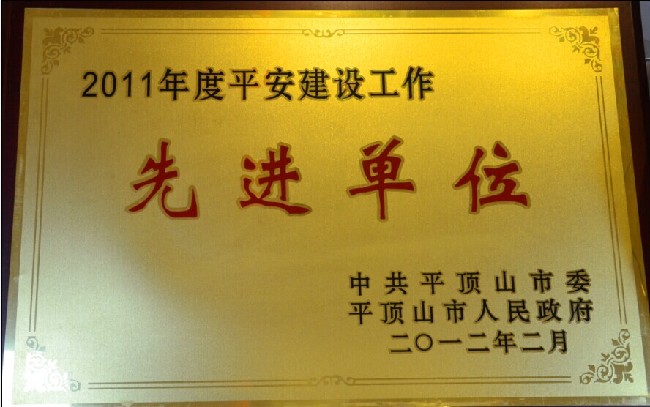 2011年度平安建设工作
先进单位
中共平顶山市委
平顶山市人民政府
二〇一二年二月